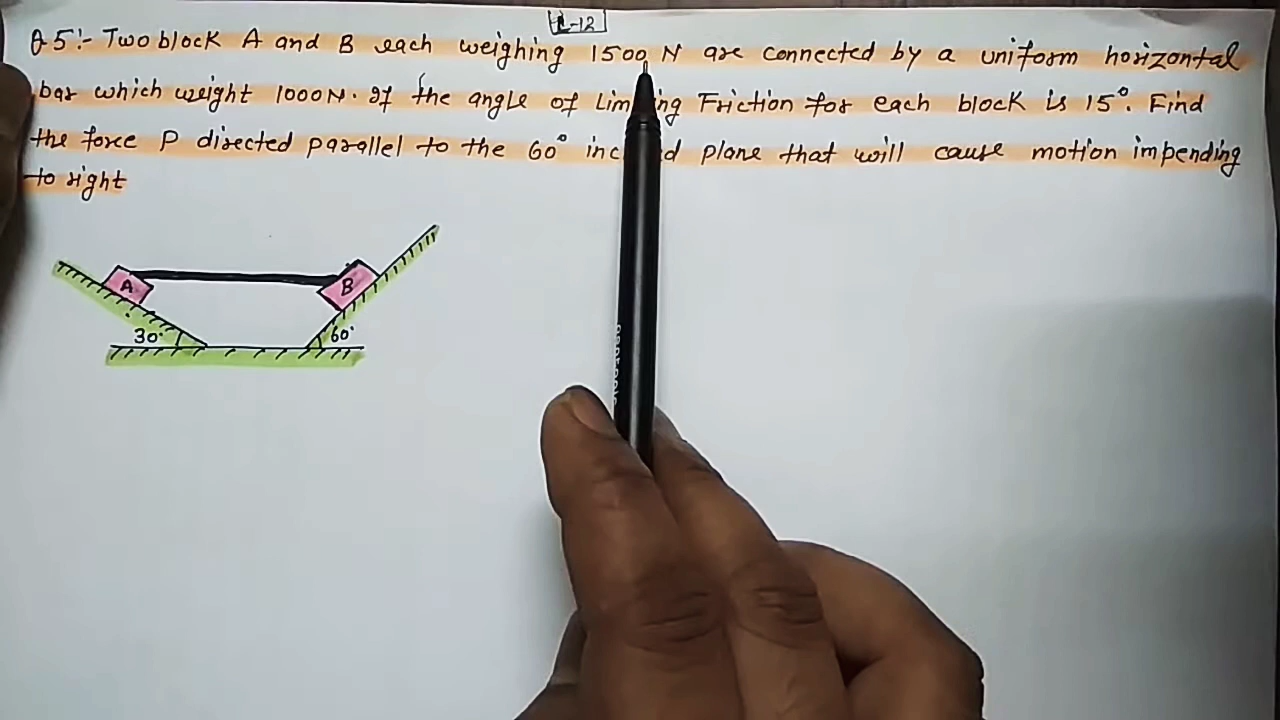 L-12
Q 5:- Two block A and B each weighing 1500 N are connected by a uniform horizontal
bar which weight 1000N. If the angle of Lim ing Friction for each block is 15°. Find
the force P directed parallel to the 60° inc d plane that will cause motion impending
to right
A
B
30°
60°